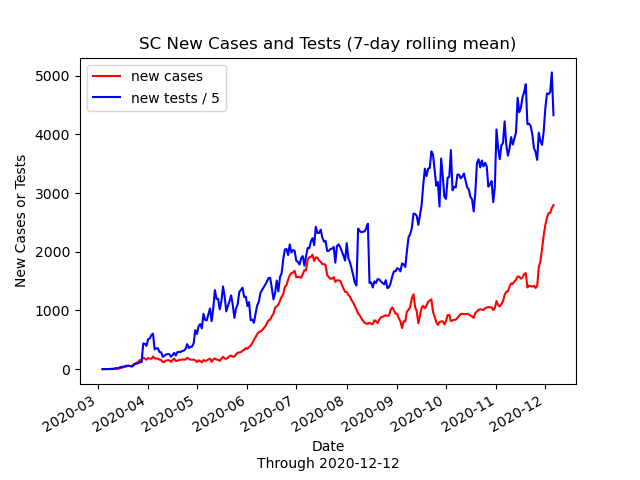 SC New Cases and Tests (7-day rolling mean)
new cases
new tests / 5
New Cases or Tests
5000
4000
3000
2000
1000
0
2020-03
2020-04
2020-05
2020-06
2020-07
2020-08
2020-09
2020-10
2020-11
2020-12
Date
Through 2020-12-12